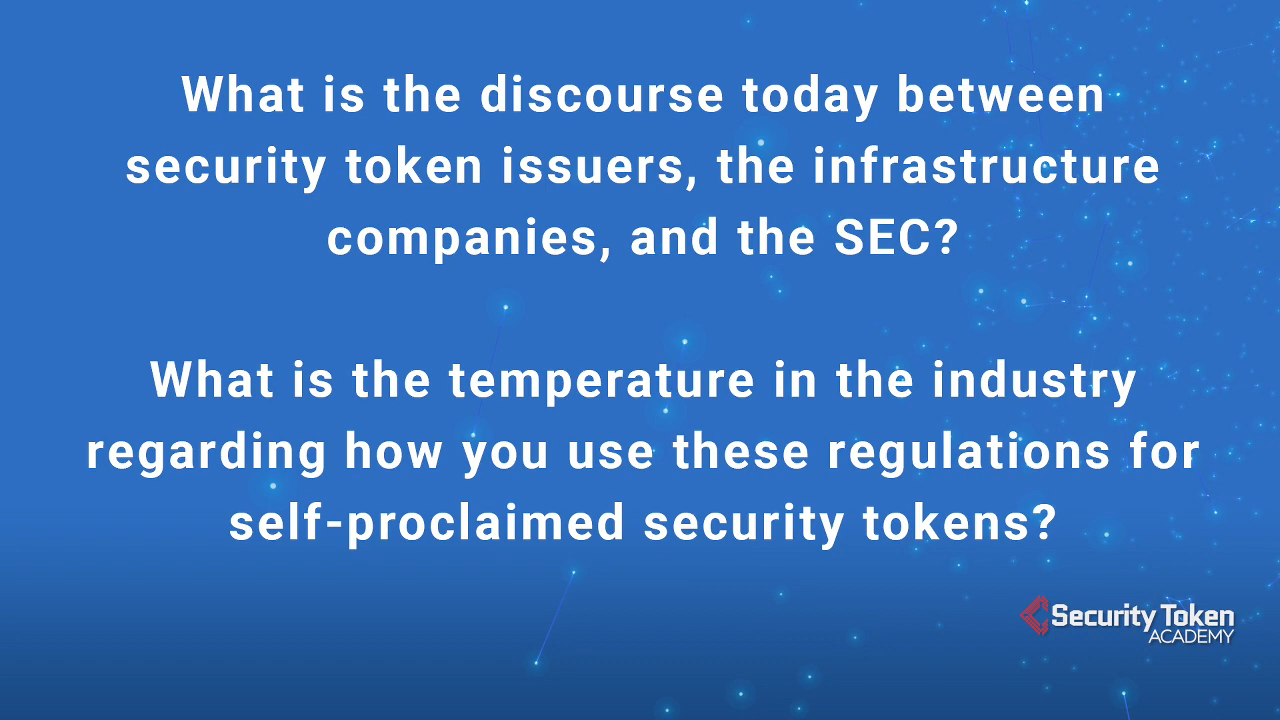 What is the discourse today between
security token issuers, the infrastructure
companies, and the SEC?
What is the temperature in the industry
regarding how you use these regulations for
self-proclaimed security tokens?
Security Token
ACADEMY